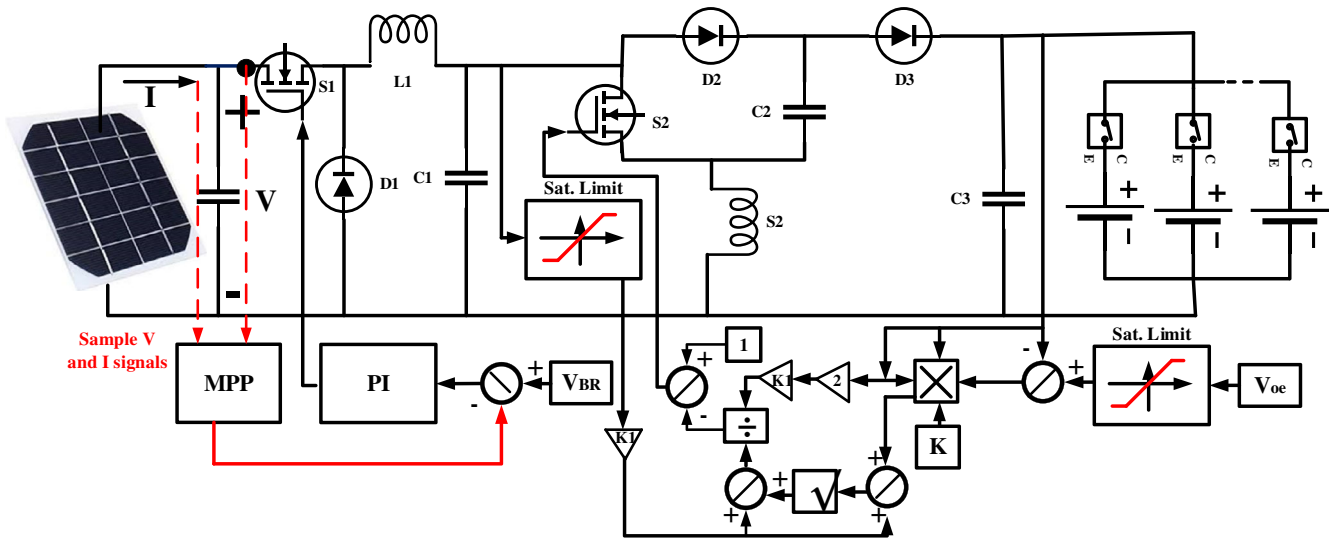 I
+
V
-
S1
L1
D1
C1
D2
D3
S2
C2
S2
C3
Sat. Limit
C
E
+
−
C
E
+
−
C
E
+
−
Sample V
and I signals
MPP
PI
-
+
VBR
1
+
-
K1
2
÷
K1
+
+
√
+
+
K
-
+
Sat. Limit
Voe